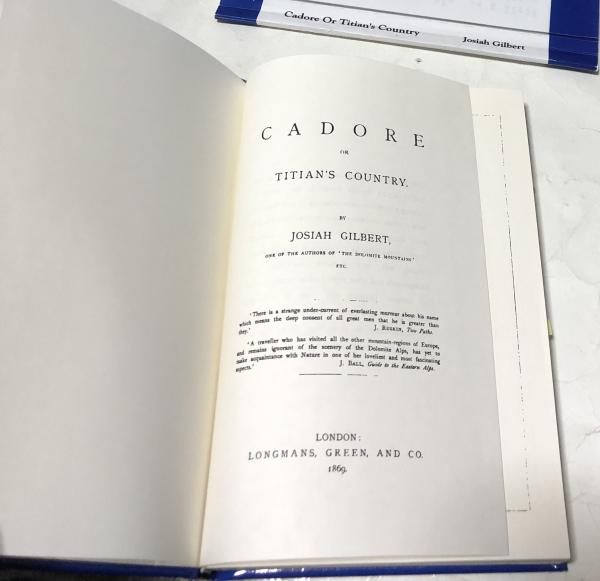 Cadore Or Titian's Country Josiah Gilbert
CADORE
OR
TITIAN'S COUNTRY.
BY
JOSIAH GILBERT,
ONE OF THE AUTHORS OF 'THE DOLOMITE MOUNTAINS'
ETC.
'There is a strange under-current of everlasting murmur about his name
which means the deep consent of all great men that he is greater than
they.' J. RUSKIN, Two Paths.
'A traveller who has visited all the other mountain-regions of Europe,
and remains ignorant of the scenery of the Dolomite Alps, has yet to
make acquaintance with Nature in one of her loveliest and most fascinating
aspects.' J. BALL, Guide to the Eastern Alps.
LONDON:
LONGMANS, GREEN, AND CO.
1869.